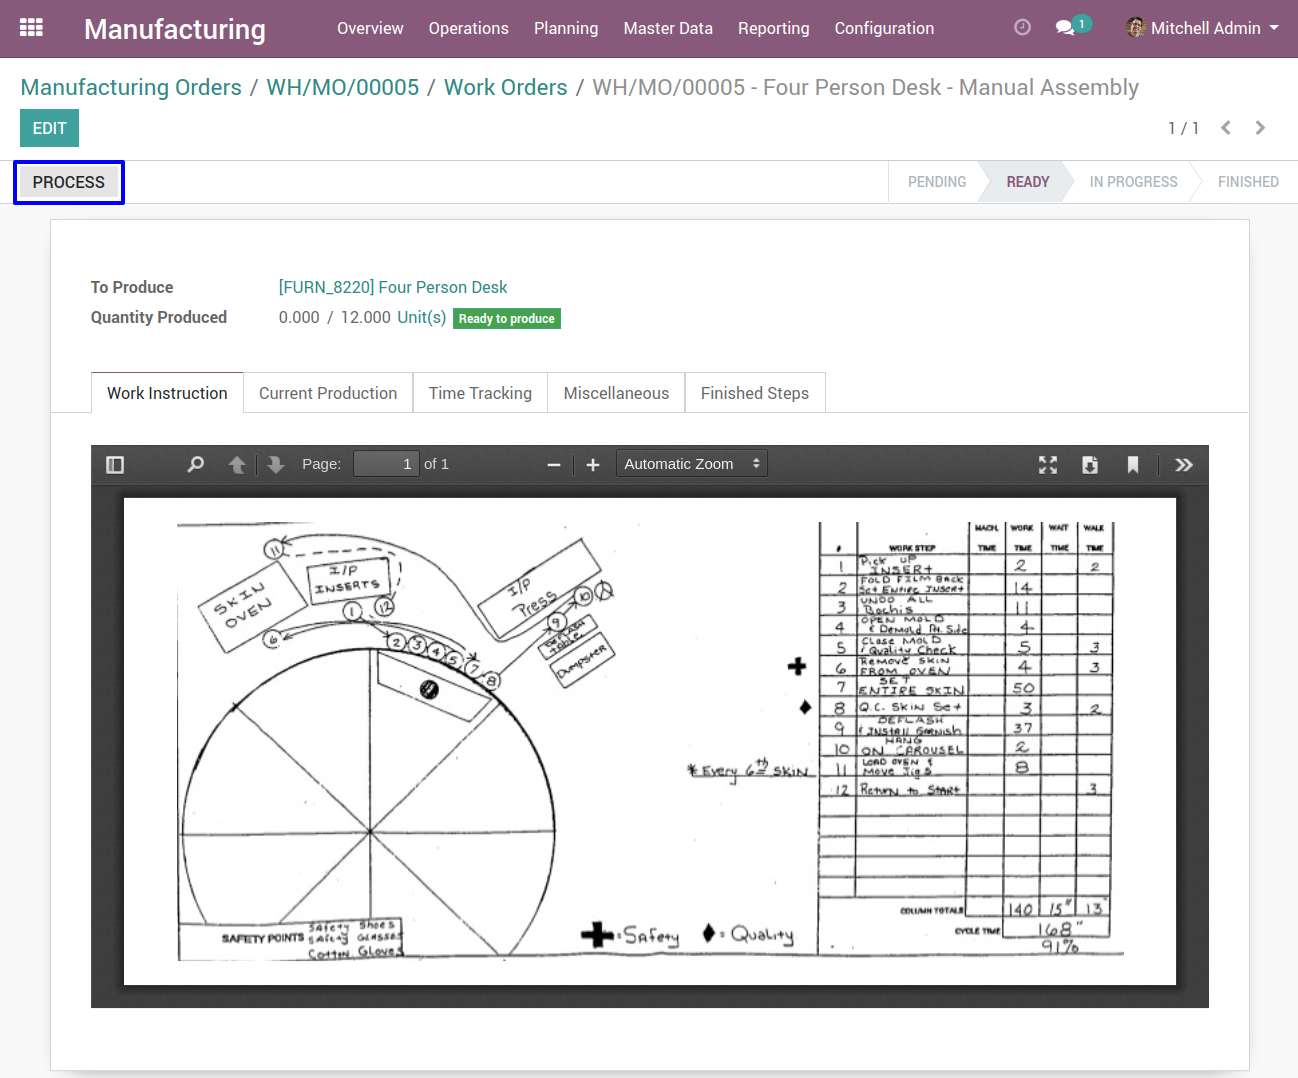 Manufacturing Overview Operations Planning Master Data Reporting Configuration 1 Mitchell Admin
Manufacturing Orders / WH/MO/00005 / Work Orders / WH/MO/00005 - Four Person Desk - Manual Assembly
EDIT 1 / 1
PROCESS PENDING READY IN PROGRESS FINISHED
To Produce [FURN_8220] Four Person Desk
Quantity Produced 0.000 / 12.000 Unit(s) Ready to produce
Work Instruction Current Production Time Tracking Miscellaneous Finished Steps
Page: 1 of 1 Automatic Zoom
11
SKIN OVEN
I/P INSERTS
1 12
6
2 3 4 5 7 8
I/P Press
9 10
DEFLASH table
DUMPSTER
# WORK STEP MACH. TIME WORK TIME WAIT TIME WALK TIME
1 Pick UP INSERt 2 2
2 FOLD FILM BACK Set Entire Insert 14
3 UNDO ALL 11
4 OPEN MOLD & Demold Pt. Side 4
5 Close MOLD & Quality Check 5 3
6 Remove SKIN FROM OVEN 4 3
7 SET ENTIRE SKIN 50
8 Q.C. SKIN Set 3 2
9 DEFLASH & INStAll GARNISH 37
10 HANG ON CAROUSEL 2
* Every 6th SKIN 11 LOAD OVEN & Move Jigs 8
12 Return to START 3
COLUMN TOTALS 140 15" 13
CYCLE TIME 168"
91%
SAFETY POINTS SAfety Shoes
SAfety GLASSES
COTTON Gloves
= SAfety = QuaLity